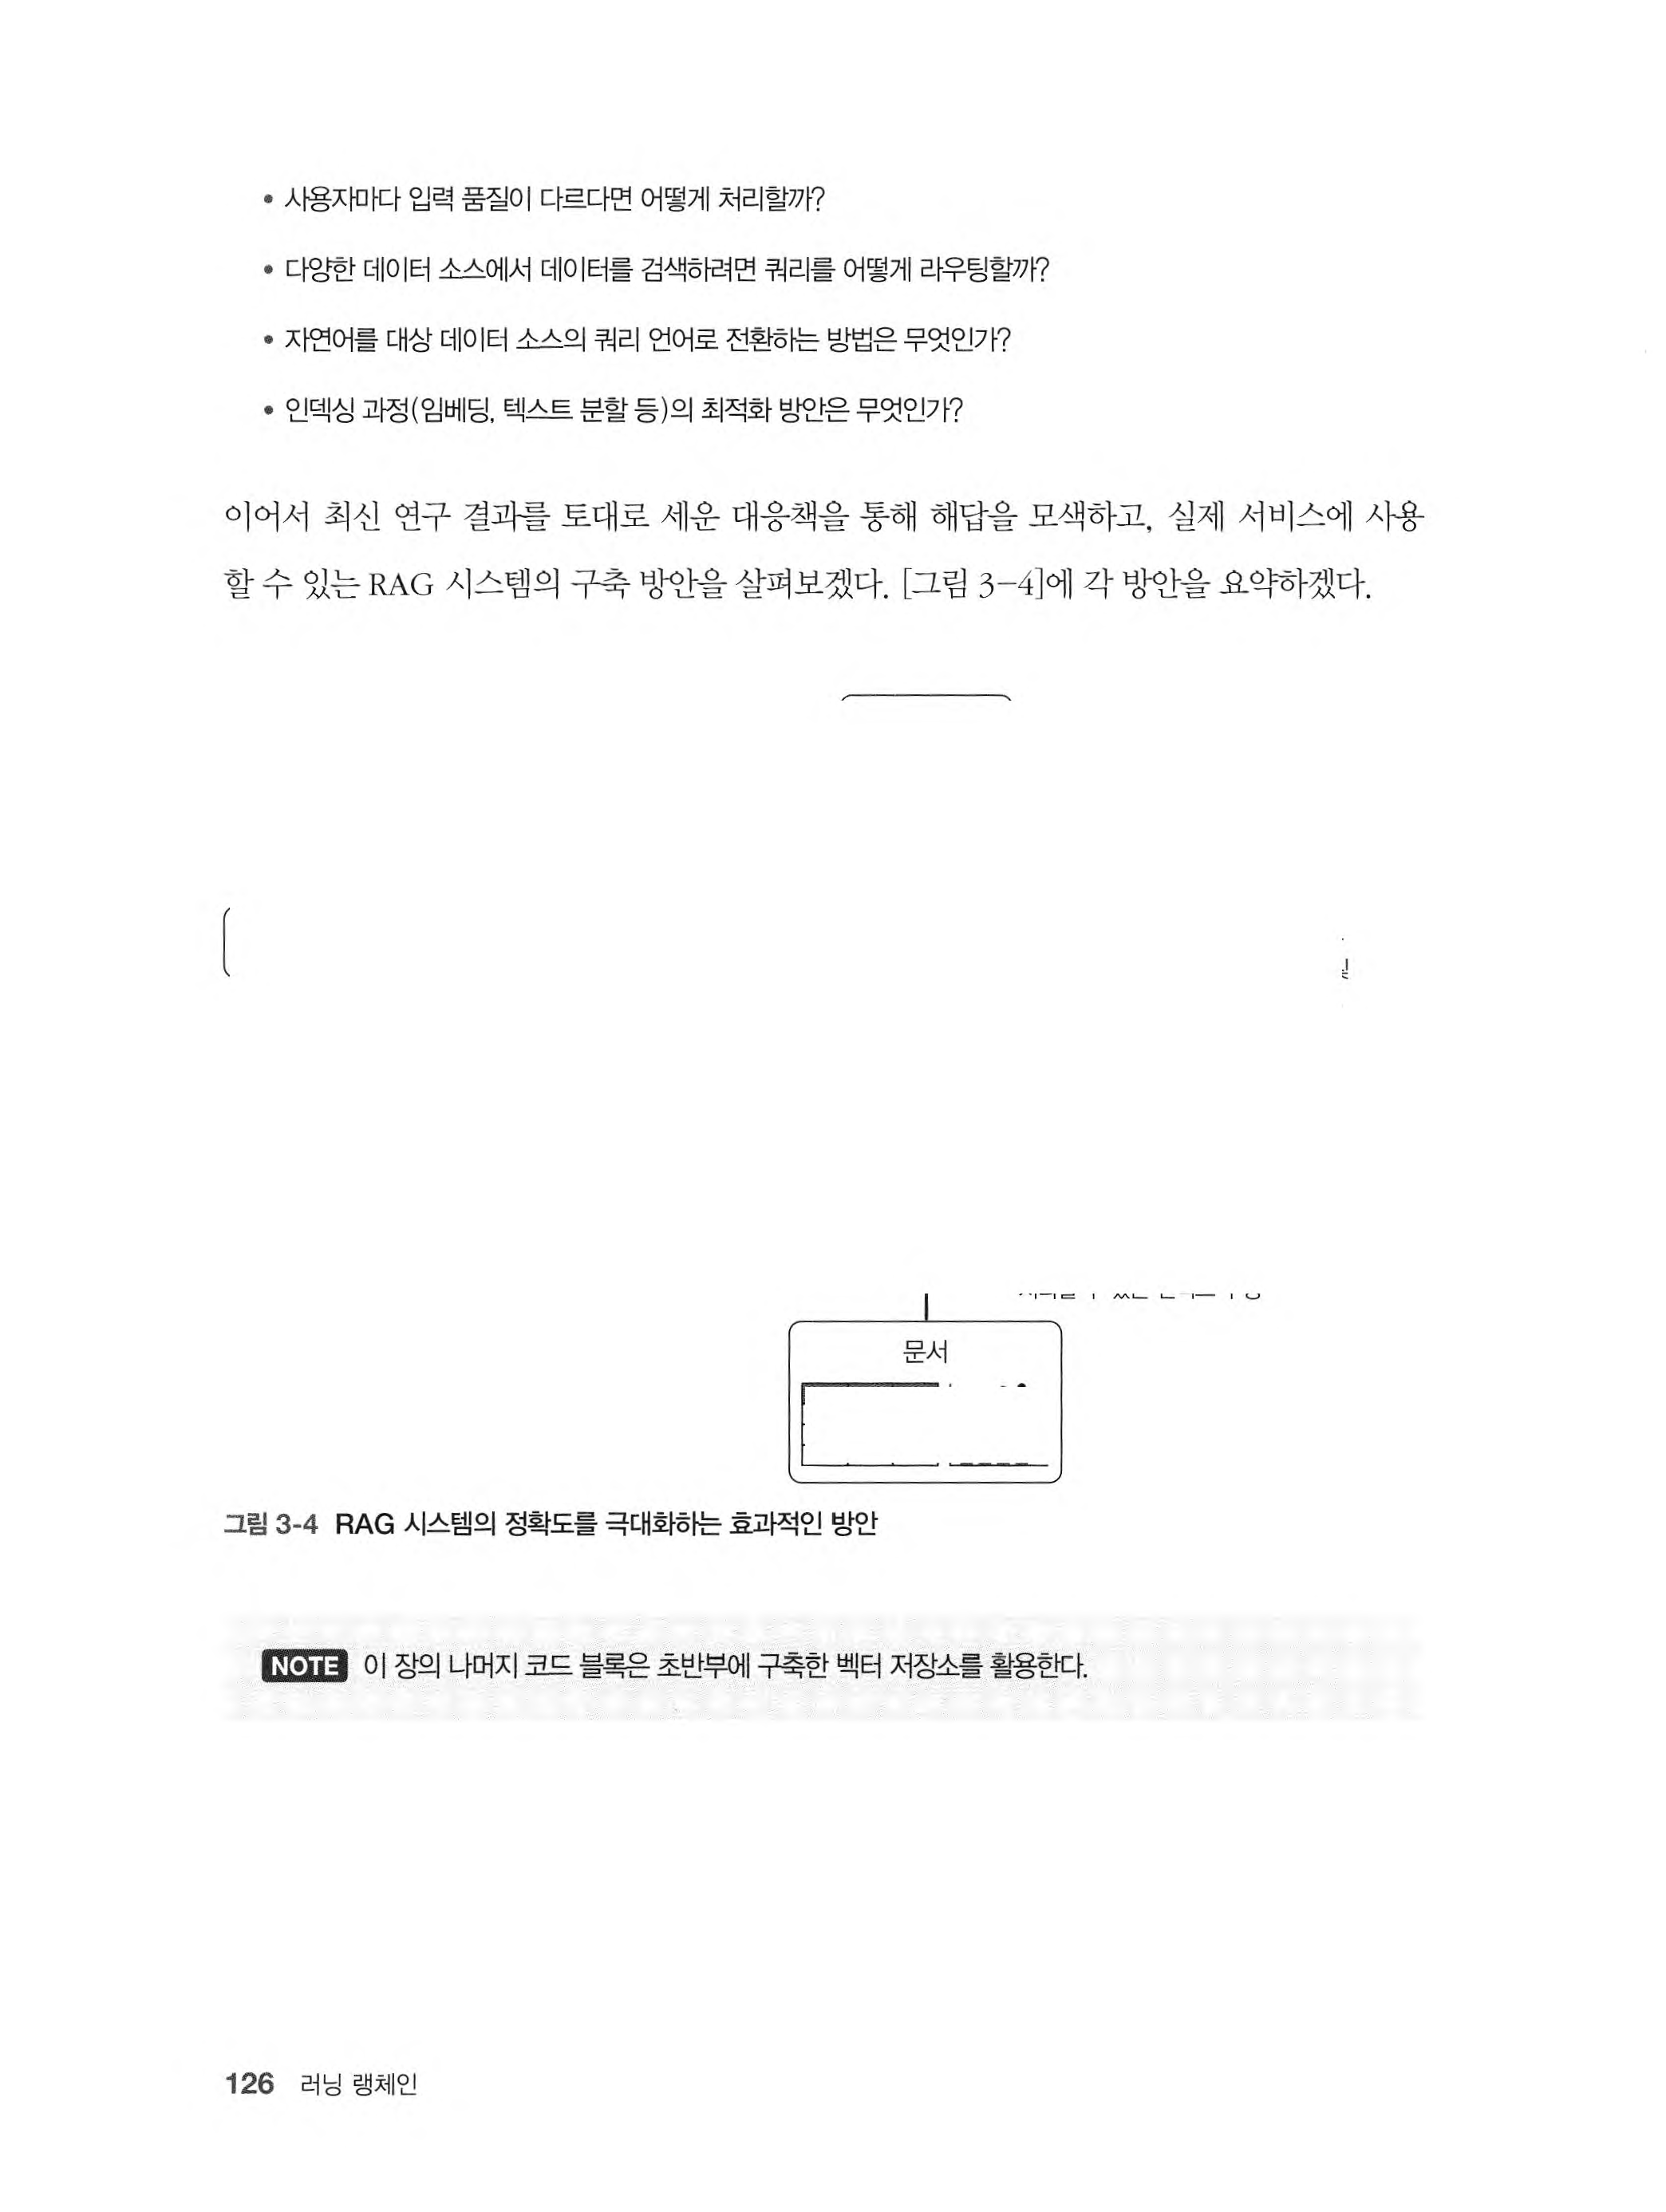 • 사용자마다 입력 품질이 다르다면 어떻게 처리할까?
• 다양한 데이터 소스에서 데이터를 검색하려면 쿼리를 어떻게 라우팅할까?
• 자연어를 대상 데이터 소스의 쿼리 언어로 전환하는 방법은 무엇인가?
• 인덱싱 과정(임베딩, 텍스트 분할 등)의 최적화 방안은 무엇인가?
이어서 최신 연구 결과를 토대로 세운 대응책을 통해 해답을 모색하고, 실제 서비스에 사용
할 수 있는 RAG 시스템의 구축 방안을 살펴보겠다. [그림 3-4]에 각 방안을 요약하겠다.
문서
그림 3-4 RAG 시스템의 정확도를 극대화하는 효과적인 방안
NOTE 이 장의 나머지 코드 블록은 초반부에 구축한 벡터 저장소를 활용한다.
126 러닝 랭체인